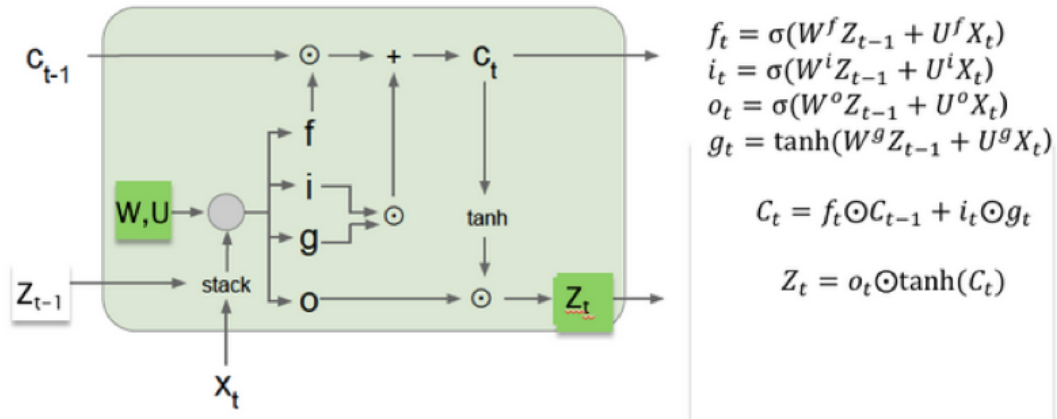 C_{t-1} ⊙ + C_t
f
i
W,U
⊙
tanh
g
Z_{t-1}
stack
o
⊙
Z_t
X_t
f_t = σ(W^f Z_{t-1} + U^f X_t)
i_t = σ(W^i Z_{t-1} + U^i X_t)
o_t = σ(W^o Z_{t-1} + U^o X_t)
g_t = tanh(W^g Z_{t-1} + U^g X_t)
C_t = f_t⊙C_{t-1} + i_t⊙g_t
Z_t = o_t⊙tanh(C_t)